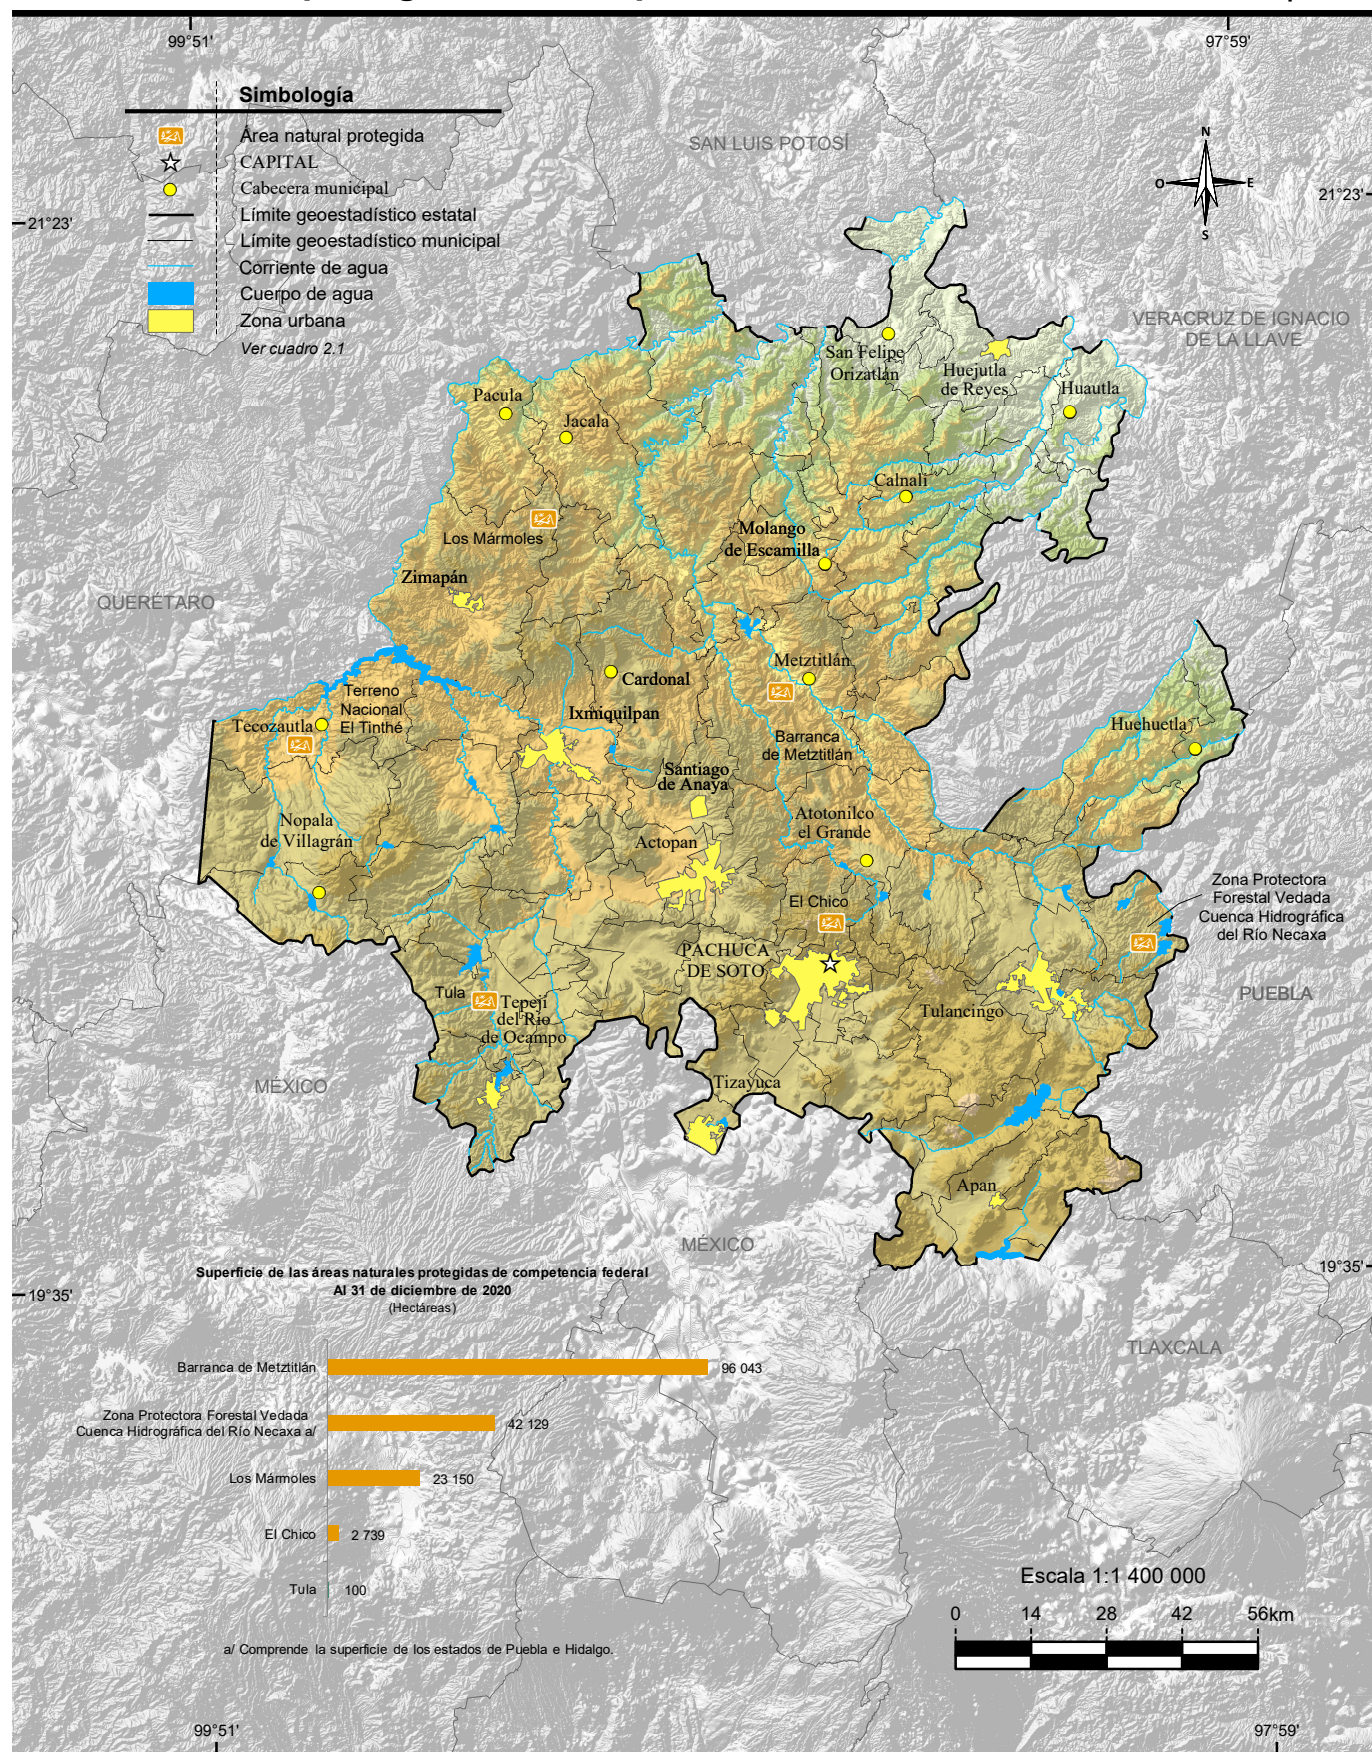 99°51'
97°59'
21°23'
21°23'
Simbología
Área natural protegida
CAPITAL
Cabecera municipal
Límite geoestadístico estatal
Límite geoestadístico municipal
Corriente de agua
Cuerpo de agua
Zona urbana
Ver cuadro 2.1
N
O
E
S
SAN LUIS POTOSÍ
VERACRUZ DE IGNACIO
DE LA LLAVE
San Felipe
Orizatlán
Huejutla
de Reyes
Huautla
Pacula
Jacala
Calnali
Los Mármoles
Molango
de Escamilla
Zimapán
QUERÉTARO
Metztitlán
Cardonal
Terreno
Nacional
El Tinthé
Ixmiquilpan
Tecozautla
Barranca
de Metztitlán
Huehuetla
Santiago
de Anaya
Nopala
de Villagrán
Atotonilco
el Grande
Actopan
El Chico
Zona Protectora
Forestal Vedada
Cuenca Hidrográfica
del Río Necaxa
PACHUCA
DE SOTO
Tula
Tepejí
del Río
de Ocampo
Tulancingo
PUEBLA
MÉXICO
Tizayuca
Apan
MÉXICO
19°35'
19°35'
TLAXCALA
Superficie de las áreas naturales protegidas de competencia federal
Al 31 de diciembre de 2020
(Hectáreas)
Barranca de Metztitlán
96 043
Zona Protectora Forestal Vedada
Cuenca Hidrográfica del Río Necaxa a/
42 129
Los Mármoles
23 150
El Chico
2 739
Tula
100
a/ Comprende la superficie de los estados de Puebla e Hidalgo.
Escala 1:1 400 000
0 14 28 42 56km
99°51'
97°59'